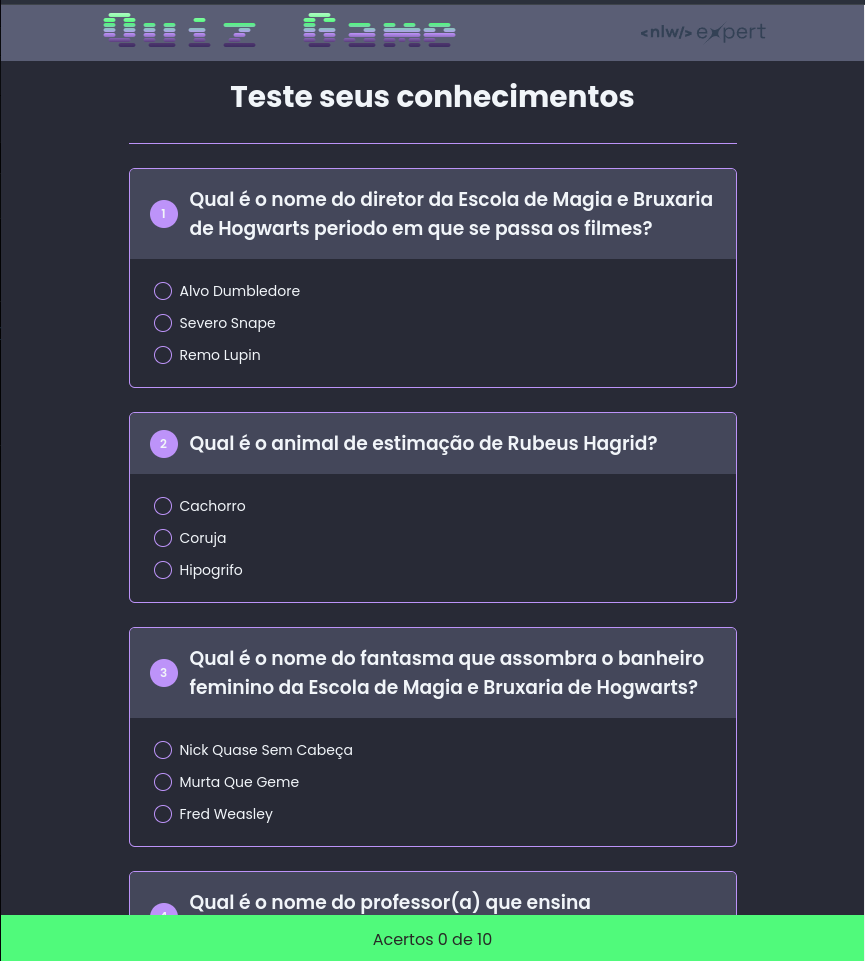 Quiz Game
<nlw/> expert
Teste seus conhecimentos
1
Qual é o nome do diretor da Escola de Magia e Bruxaria
de Hogwarts periodo em que se passa os filmes?
Alvo Dumbledore
Severo Snape
Remo Lupin
2
Qual é o animal de estimação de Rubeus Hagrid?
Cachorro
Coruja
Hipogrifo
3
Qual é o nome do fantasma que assombra o banheiro
feminino da Escola de Magia e Bruxaria de Hogwarts?
Nick Quase Sem Cabeça
Murta Que Geme
Fred Weasley
4
Qual é o nome do professor(a) que ensina
Acertos 0 de 10